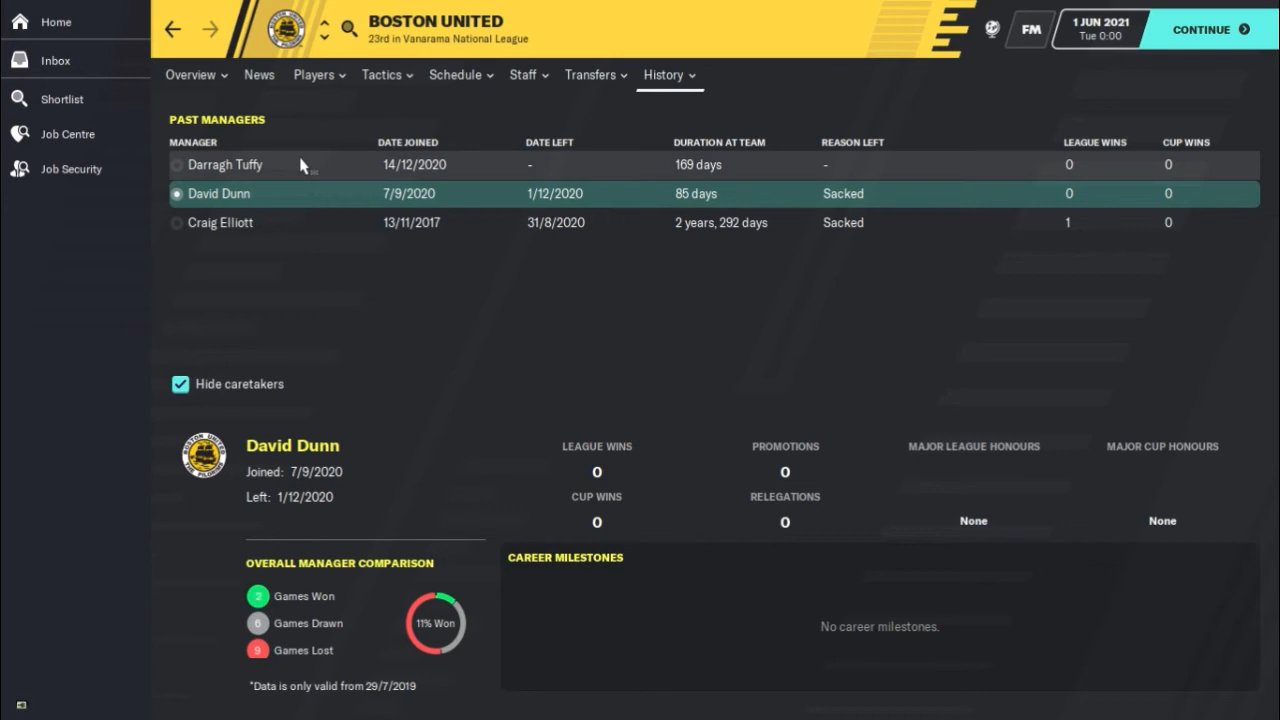 Home
Inbox
Shortlist
Job Centre
Job Security
BOSTON UNITED
23rd in Vanarama National League
FM
1 JUN 2021
Tue 0:00
CONTINUE
Overview News Players Tactics Schedule Staff Transfers History
PAST MANAGERS
MANAGER DATE JOINED DATE LEFT DURATION AT TEAM REASON LEFT LEAGUE WINS CUP WINS
Darragh Tuffy 14/12/2020 - 169 days - 0 0
David Dunn 7/9/2020 1/12/2020 85 days Sacked 0 0
Craig Elliott 13/11/2017 31/8/2020 2 years, 292 days Sacked 1 0
Hide caretakers
BOSTON UNITED
THE PILGRIMS
David Dunn
Joined: 7/9/2020
Left: 1/12/2020
LEAGUE WINS PROMOTIONS MAJOR LEAGUE HONOURS MAJOR CUP HONOURS
0 0
CUP WINS RELEGATIONS
0 0 None None
OVERALL MANAGER COMPARISON
2 Games Won
6 Games Drawn
9 Games Lost
11% Won
*Data is only valid from 29/7/2019
CAREER MILESTONES
No career milestones.